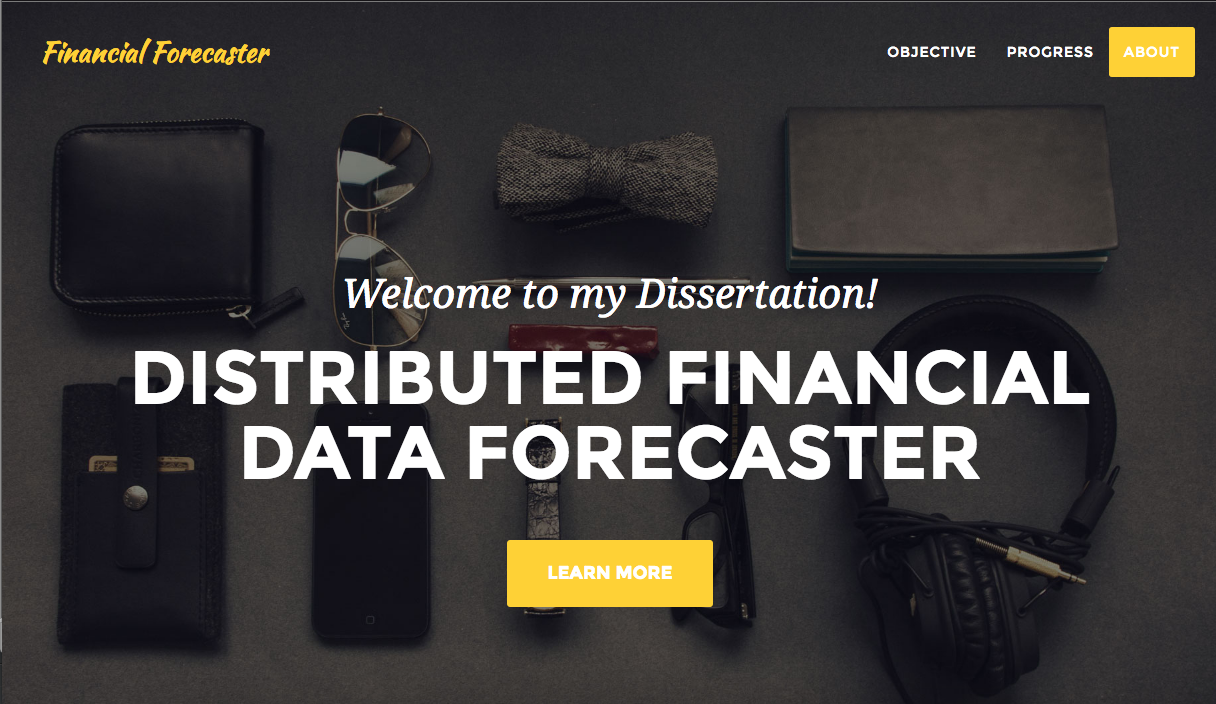 Financial Forecaster
OBJECTIVE
PROGRESS
ABOUT
Welcome to my Dissertation!
DISTRIBUTED FINANCIAL
DATA FORECASTER
LEARN MORE